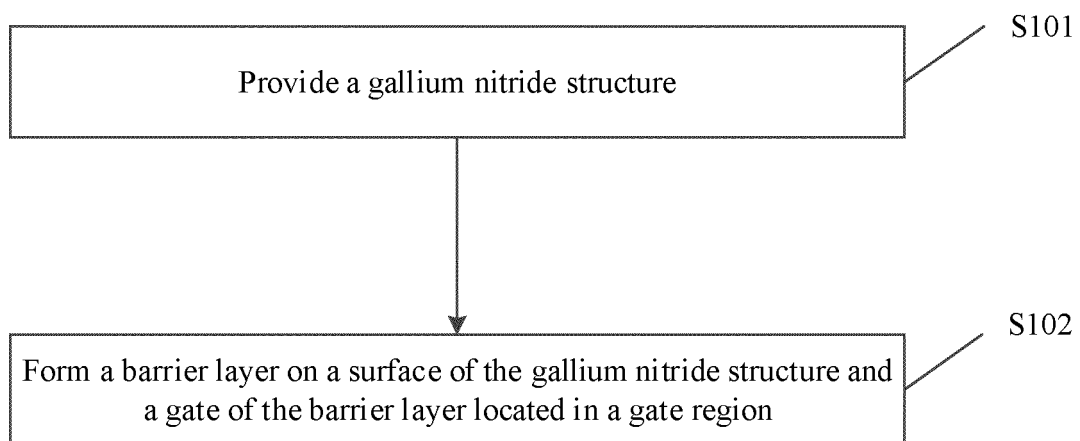 S101
Provide a gallium nitride structure
S102
Form a barrier layer on a surface of the gallium nitride structure and
a gate of the barrier layer located in a gate region